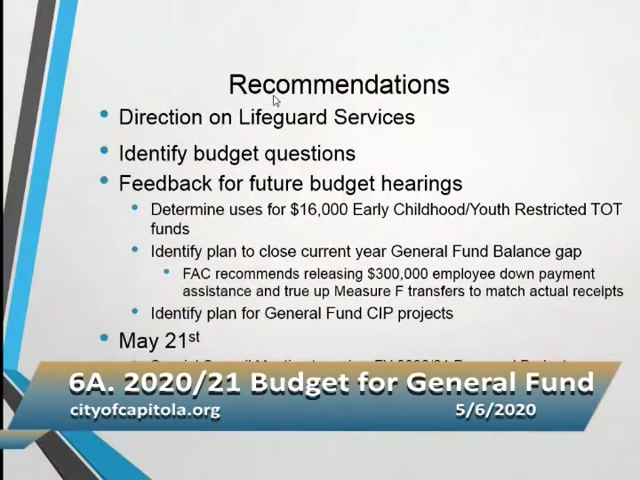 Recommendations
• Direction on Lifeguard Services
• Identify budget questions
• Feedback for future budget hearings
• Determine uses for $16,000 Early Childhood/Youth Restricted TOT
funds
• Identify plan to close current year General Fund Balance gap
• FAC recommends releasing $300,000 employee down payment
assistance and true up Measure F transfers to match actual receipts
• Identify plan for General Fund CIP projects
• May 21st
6A. 2020/21 Budget for General Fund
cityofcapitola.org 5/6/2020